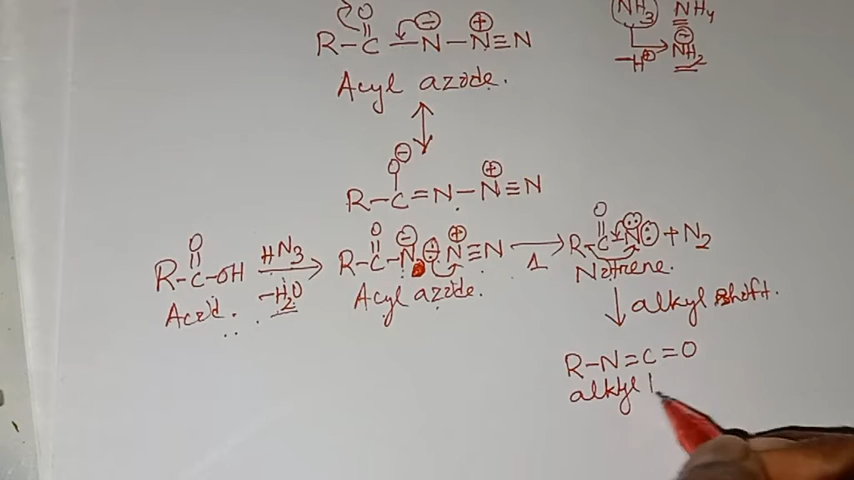 O ⊖ ⊕
R-C-N-N≡N
Acyl azide.
NH3 NH4
-H⊕ ⊖NH2
O⊖ ⊕
R-C=N-N≡N
O
R-C-OH
HN3
-H2O
Acid.
O ⊖ ⊕
R-C-N-N≡N
Acyl azide.
Δ
O
R-C-N + N2
Nitrene.
alkyl shift.
R-N=C=O
alkyl I